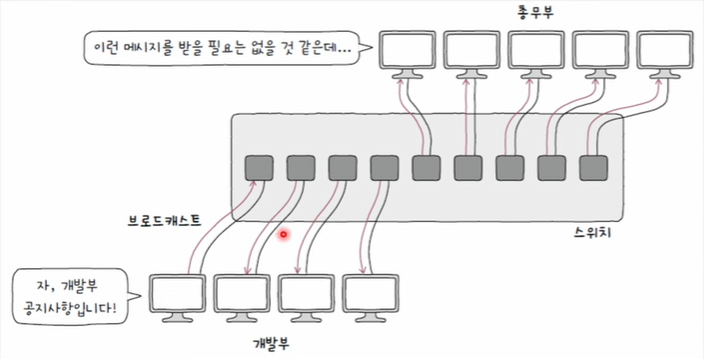 총무부
이런 메시지를 받을 필요는 없을 것 같은데...
브로드캐스트
스위치
자, 개발부
공지사항입니다!
개발부